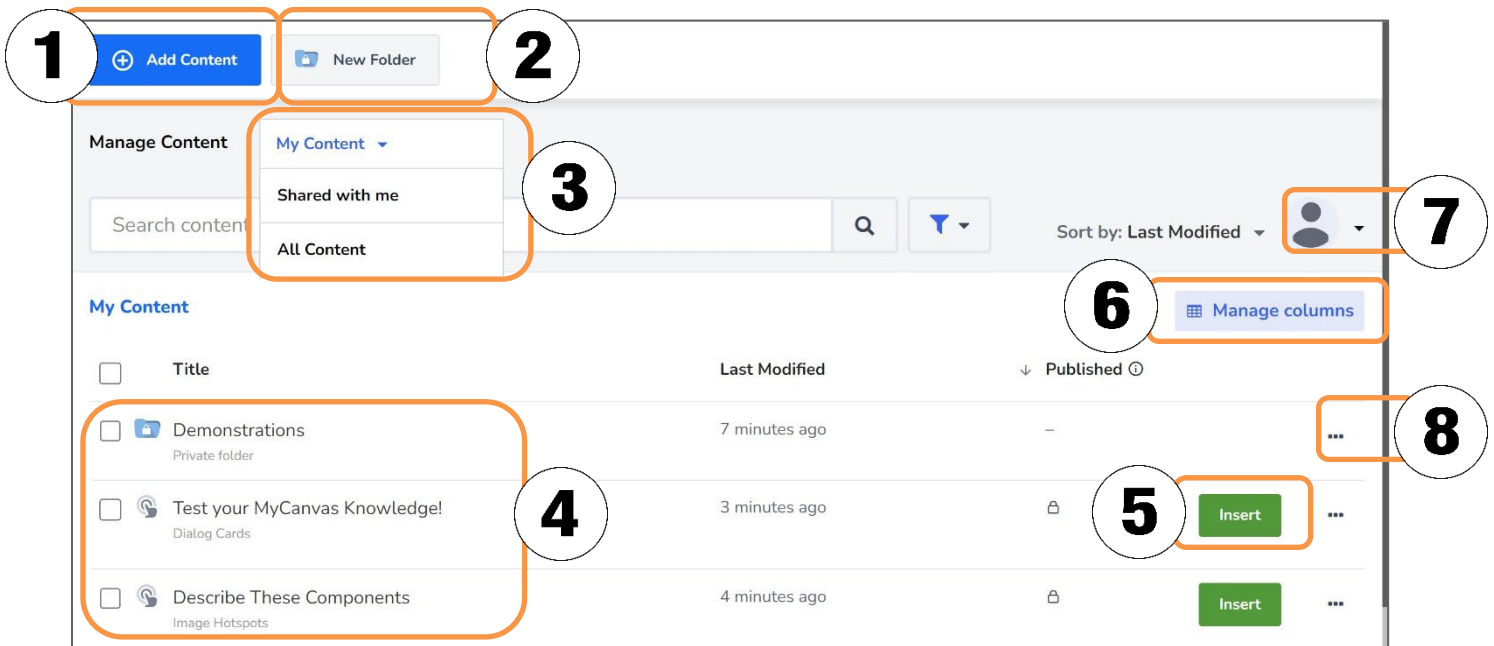 1
Add Content
New Folder
2
Manage Content
My Content
Shared with me
All Content
3
Search content
Sort by: Last Modified
7
My Content
6
Manage columns
Title
Last Modified
Published
Demonstrations
Private folder
7 minutes ago
–
...
8
4
Test your MyCanvas Knowledge!
Dialog Cards
3 minutes ago
5
Insert
...
Describe These Components
Image Hotspots
4 minutes ago
Insert
...